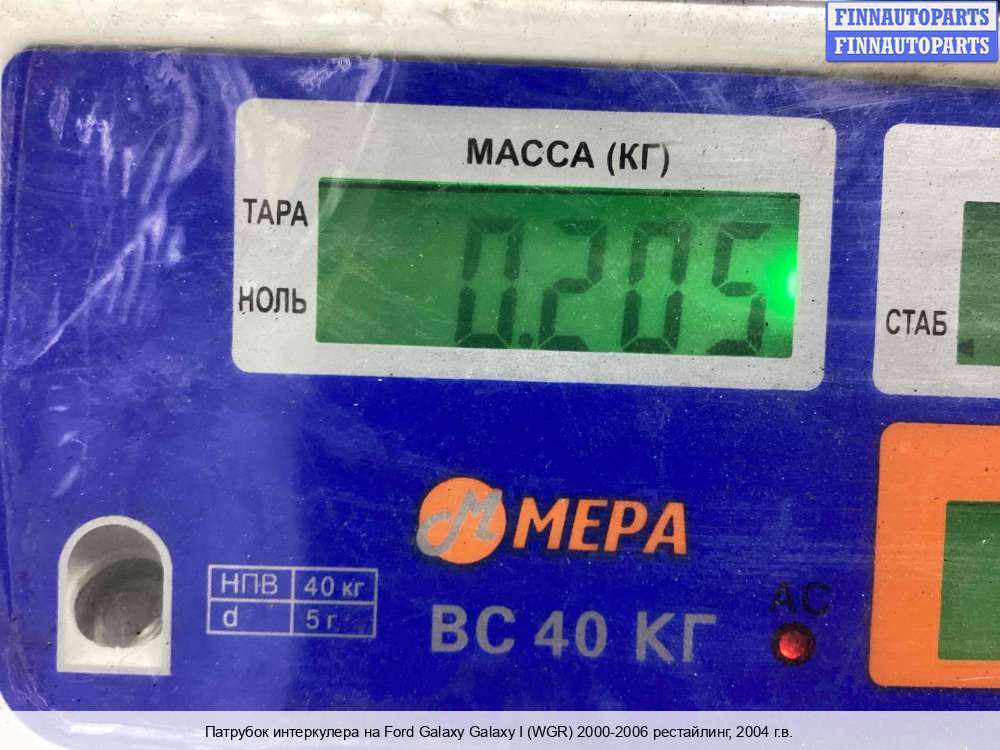 FINNAUTOPARTS
FINNAUTOPARTS
МАССА (КГ)
ТАРА
0.205
НОЛЬ
СТАБ
М МЕРА
НПВ 40 кг
d 5 г
ВС 40 КГ
АС
Патрубок интеркулера на Ford Galaxy Galaxy I (WGR) 2000-2006 рестайлинг, 2004 г.в.